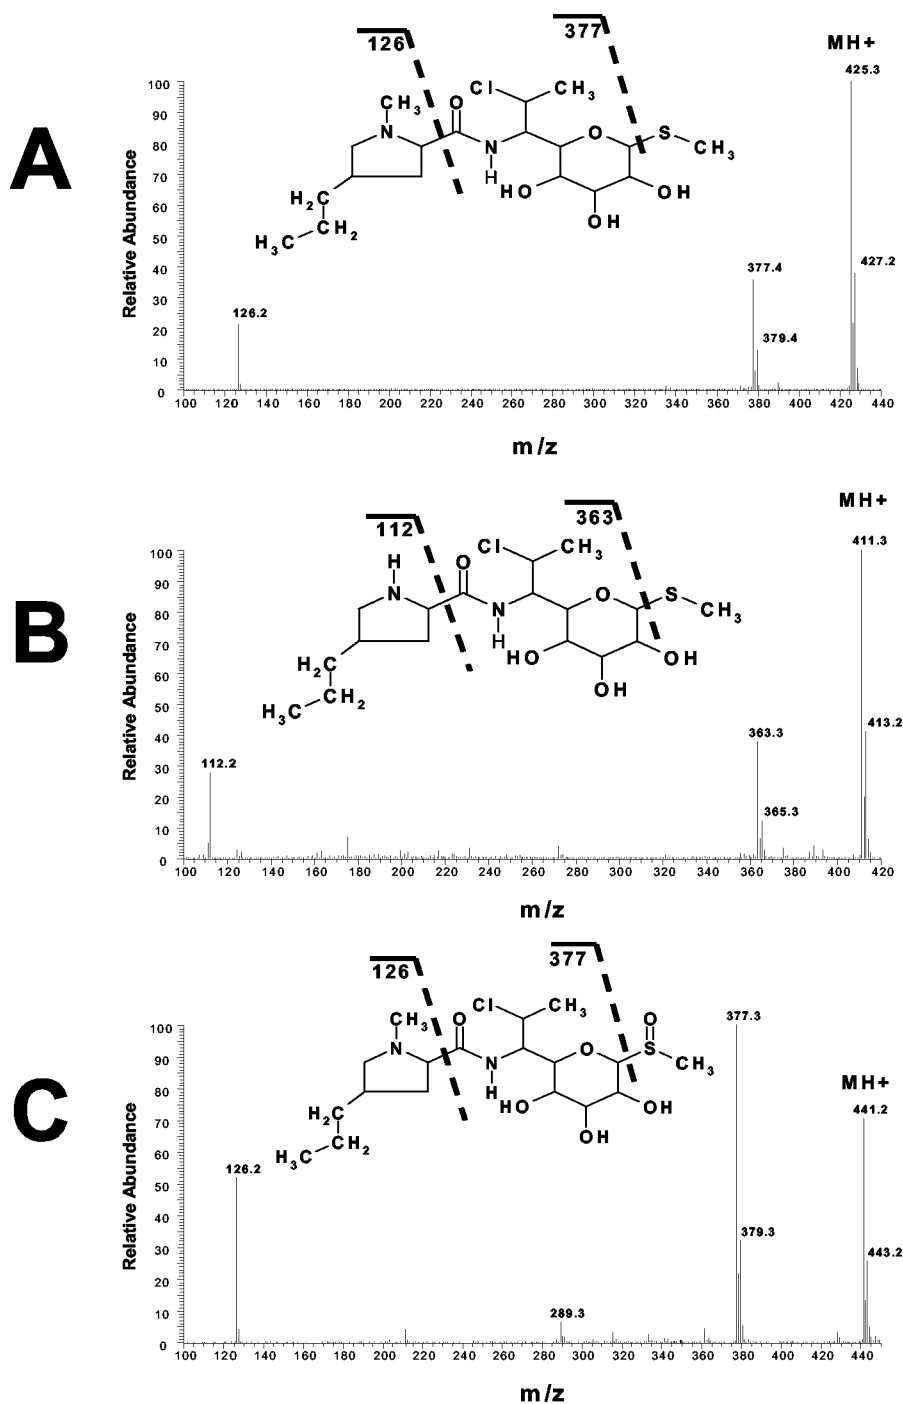 A
126
377
MH+
425.3
Cl
CH3
CH3
O
N
O
S
CH3
N
H
HO
OH
OH
H2C
CH2
H3C
427.2
377.4
379.4
126.2
Relative Abundance
100
90
80
70
60
50
40
30
20
10
0
100 120 140 160 180 200 220 240 260 280 300 320 340 360 380 400 420 440
m/z
B
112
363
MH+
411.3
Cl
CH3
H
O
N
O
S
CH3
N
H
HO
OH
OH
H2C
CH2
H3C
413.2
363.3
365.3
112.2
Relative Abundance
100
90
80
70
60
50
40
30
20
10
0
100 120 140 160 180 200 220 240 260 280 300 320 340 360 380 400 420
m/z
C
126
377
377.3
MH+
441.2
Cl
CH3
CH3
O
O
N
O
S
CH3
N
H
HO
OH
OH
H2C
CH2
H3C
126.2
379.3
443.2
289.3
Relative Abundance
100
90
80
70
60
50
40
30
20
10
0
100 120 140 160 180 200 220 240 260 280 300 320 340 360 380 400 420 440
m/z